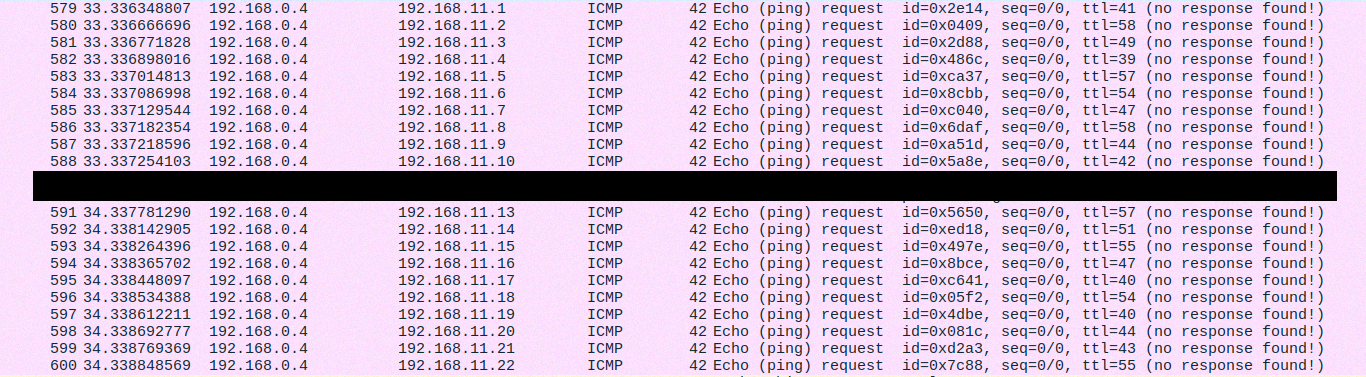 579 33.336348807 192.168.0.4 192.168.11.1 ICMP 42 Echo (ping) request id=0x2e14, seq=0/0, ttl=41 (no response found!)
580 33.336666696 192.168.0.4 192.168.11.2 ICMP 42 Echo (ping) request id=0x0409, seq=0/0, ttl=58 (no response found!)
581 33.336771828 192.168.0.4 192.168.11.3 ICMP 42 Echo (ping) request id=0x2d88, seq=0/0, ttl=49 (no response found!)
582 33.336898016 192.168.0.4 192.168.11.4 ICMP 42 Echo (ping) request id=0x486c, seq=0/0, ttl=39 (no response found!)
583 33.337014813 192.168.0.4 192.168.11.5 ICMP 42 Echo (ping) request id=0xca37, seq=0/0, ttl=57 (no response found!)
584 33.337086998 192.168.0.4 192.168.11.6 ICMP 42 Echo (ping) request id=0x8cbb, seq=0/0, ttl=54 (no response found!)
585 33.337129544 192.168.0.4 192.168.11.7 ICMP 42 Echo (ping) request id=0xc040, seq=0/0, ttl=47 (no response found!)
586 33.337182354 192.168.0.4 192.168.11.8 ICMP 42 Echo (ping) request id=0x6daf, seq=0/0, ttl=58 (no response found!)
587 33.337218596 192.168.0.4 192.168.11.9 ICMP 42 Echo (ping) request id=0xa51d, seq=0/0, ttl=44 (no response found!)
588 33.337254103 192.168.0.4 192.168.11.10 ICMP 42 Echo (ping) request id=0x5a8e, seq=0/0, ttl=42 (no response found!)
591 34.337781290 192.168.0.4 192.168.11.13 ICMP 42 Echo (ping) request id=0x5650, seq=0/0, ttl=57 (no response found!)
592 34.338142905 192.168.0.4 192.168.11.14 ICMP 42 Echo (ping) request id=0xed18, seq=0/0, ttl=51 (no response found!)
593 34.338264396 192.168.0.4 192.168.11.15 ICMP 42 Echo (ping) request id=0x497e, seq=0/0, ttl=55 (no response found!)
594 34.338365702 192.168.0.4 192.168.11.16 ICMP 42 Echo (ping) request id=0x8bce, seq=0/0, ttl=47 (no response found!)
595 34.338448097 192.168.0.4 192.168.11.17 ICMP 42 Echo (ping) request id=0xc641, seq=0/0, ttl=40 (no response found!)
596 34.338534388 192.168.0.4 192.168.11.18 ICMP 42 Echo (ping) request id=0x05f2, seq=0/0, ttl=54 (no response found!)
597 34.338612211 192.168.0.4 192.168.11.19 ICMP 42 Echo (ping) request id=0x4dbe, seq=0/0, ttl=40 (no response found!)
598 34.338692777 192.168.0.4 192.168.11.20 ICMP 42 Echo (ping) request id=0x081c, seq=0/0, ttl=44 (no response found!)
599 34.338769369 192.168.0.4 192.168.11.21 ICMP 42 Echo (ping) request id=0xd2a3, seq=0/0, ttl=43 (no response found!)
600 34.338848569 192.168.0.4 192.168.11.22 ICMP 42 Echo (ping) request id=0x7c88, seq=0/0, ttl=55 (no response found!)